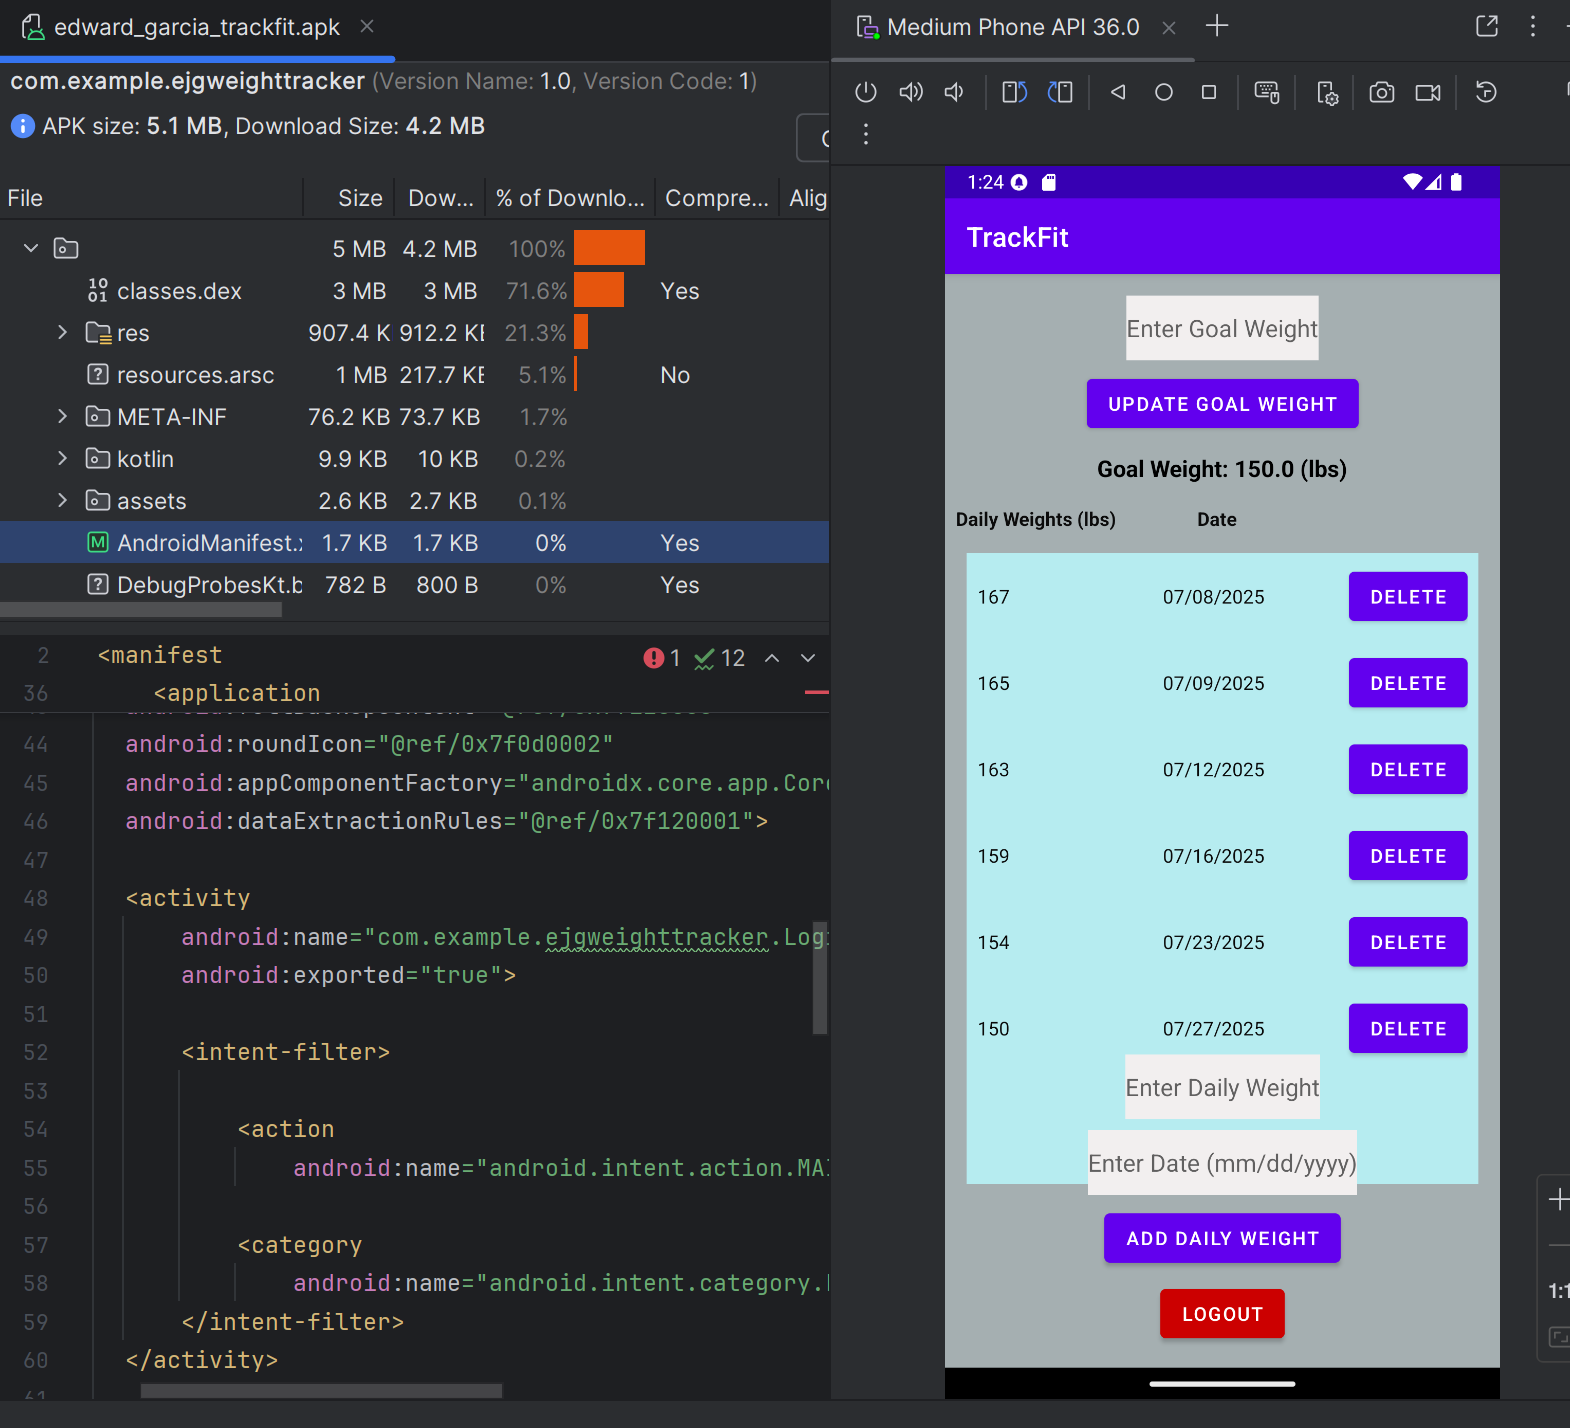 edward_garcia_trackfit.apk
com.example.ejgweighttracker (Version Name: 1.0, Version Code: 1)
APK size: 5.1 MB, Download Size: 4.2 MB
File Size Dow... % of Downlo... Compre... Alig
5 MB 4.2 MB 100%
classes.dex 3 MB 3 MB 71.6% Yes
res 907.4 K 912.2 KB 21.3%
resources.arsc 1 MB 217.7 KB 5.1% No
META-INF 76.2 KB 73.7 KB 1.7%
kotlin 9.9 KB 10 KB 0.2%
assets 2.6 KB 2.7 KB 0.1%
AndroidManifest.x 1.7 KB 1.7 KB 0% Yes
DebugProbesKt.b 782 B 800 B 0% Yes
2 <manifest
1 12
36 <application
44 android:roundIcon="@ref/0x7f0d0002"
45 android:appComponentFactory="androidx.core.app.Core
46 android:dataExtractionRules="@ref/0x7f120001">
47
48 <activity
49 android:name="com.example.ejgweighttracker.Log
50 android:exported="true">
51
52 <intent-filter>
53
54 <action
55 android:name="android.intent.action.MAI
56
57 <category
58 android:name="android.intent.category.
59 </intent-filter>
60 </activity>
61
Medium Phone API 36.0
1:24
TrackFit
Enter Goal Weight
UPDATE GOAL WEIGHT
Goal Weight: 150.0 (lbs)
Daily Weights (lbs) Date
167 07/08/2025 DELETE
165 07/09/2025 DELETE
163 07/12/2025 DELETE
159 07/16/2025 DELETE
154 07/23/2025 DELETE
150 07/27/2025 DELETE
Enter Daily Weight
Enter Date (mm/dd/yyyy)
ADD DAILY WEIGHT
LOGOUT
1:1